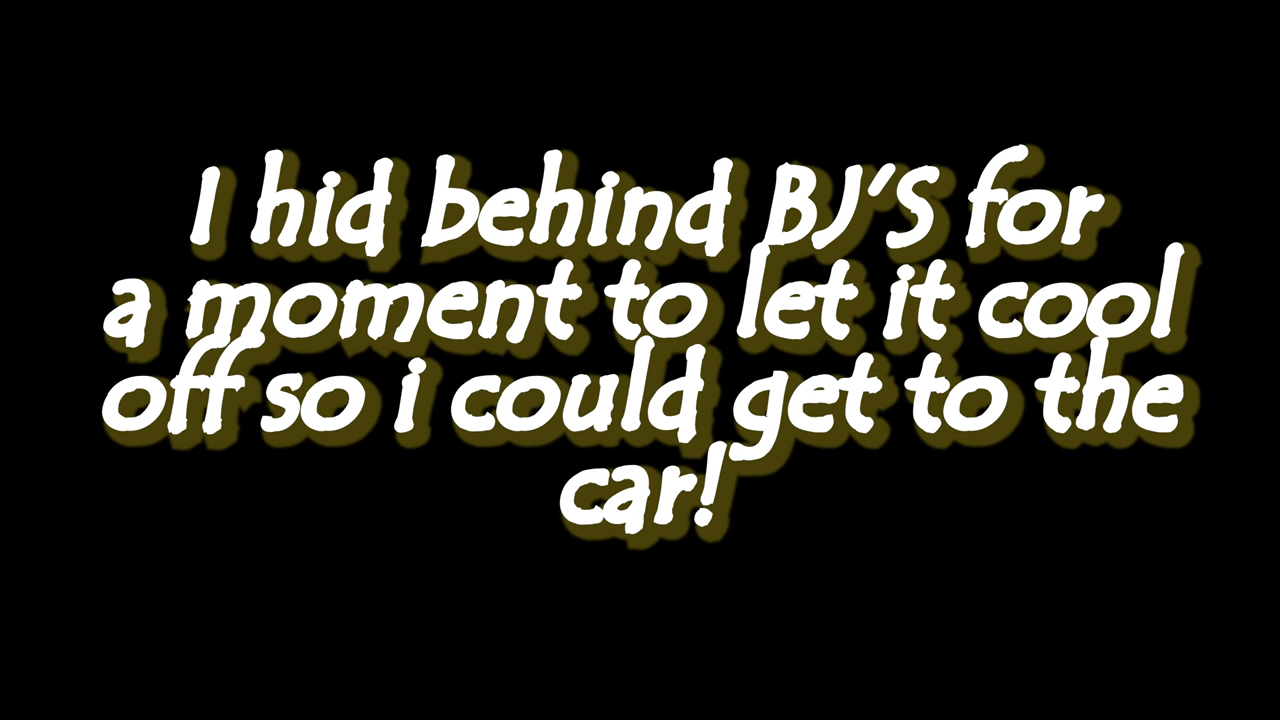 I hid behind BJ'S for
a moment to let it cool
off so i could get to the
car!